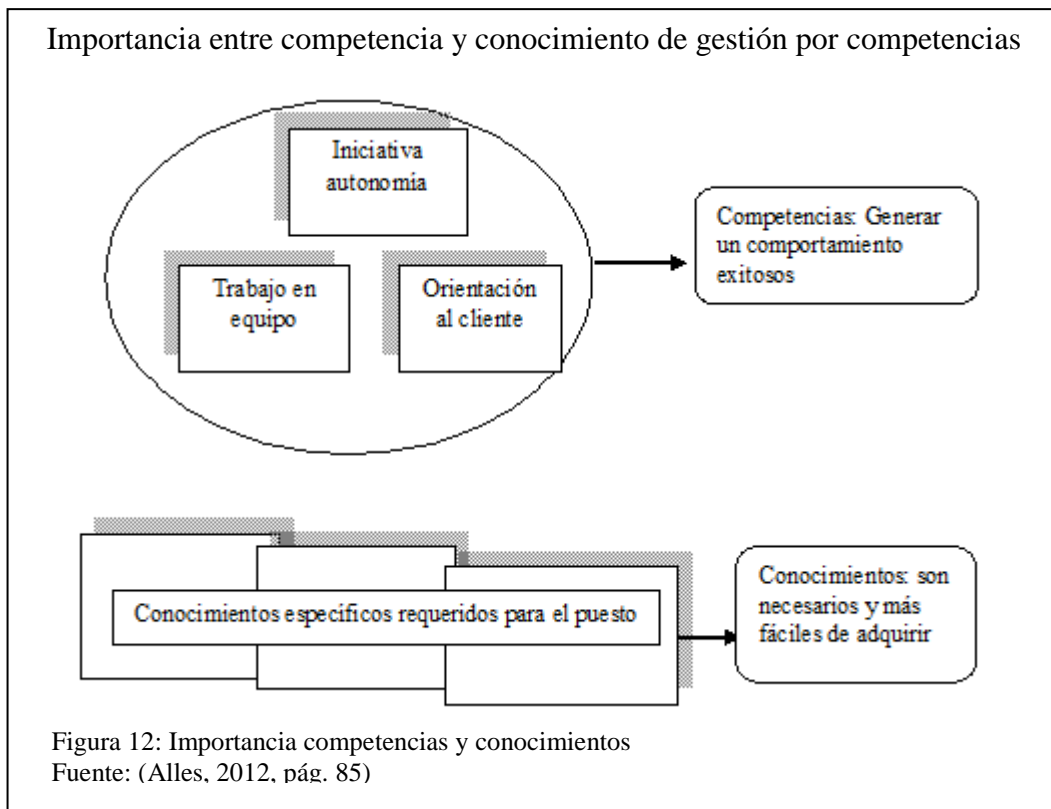 Importancia entre competencia y conocimiento de gestión por competencias
Iniciativa
autonomía
Trabajo en
equipo
Orientación
al cliente
Competencias: Generar
un comportamiento
exitosos
Conocimientos especificos requeridos para el puesto
Conocimientos: son
necesarios y más
fáciles de adquirir
Figura 12: Importancia competencias y conocimientos
Fuente: (Alles, 2012, pág. 85)